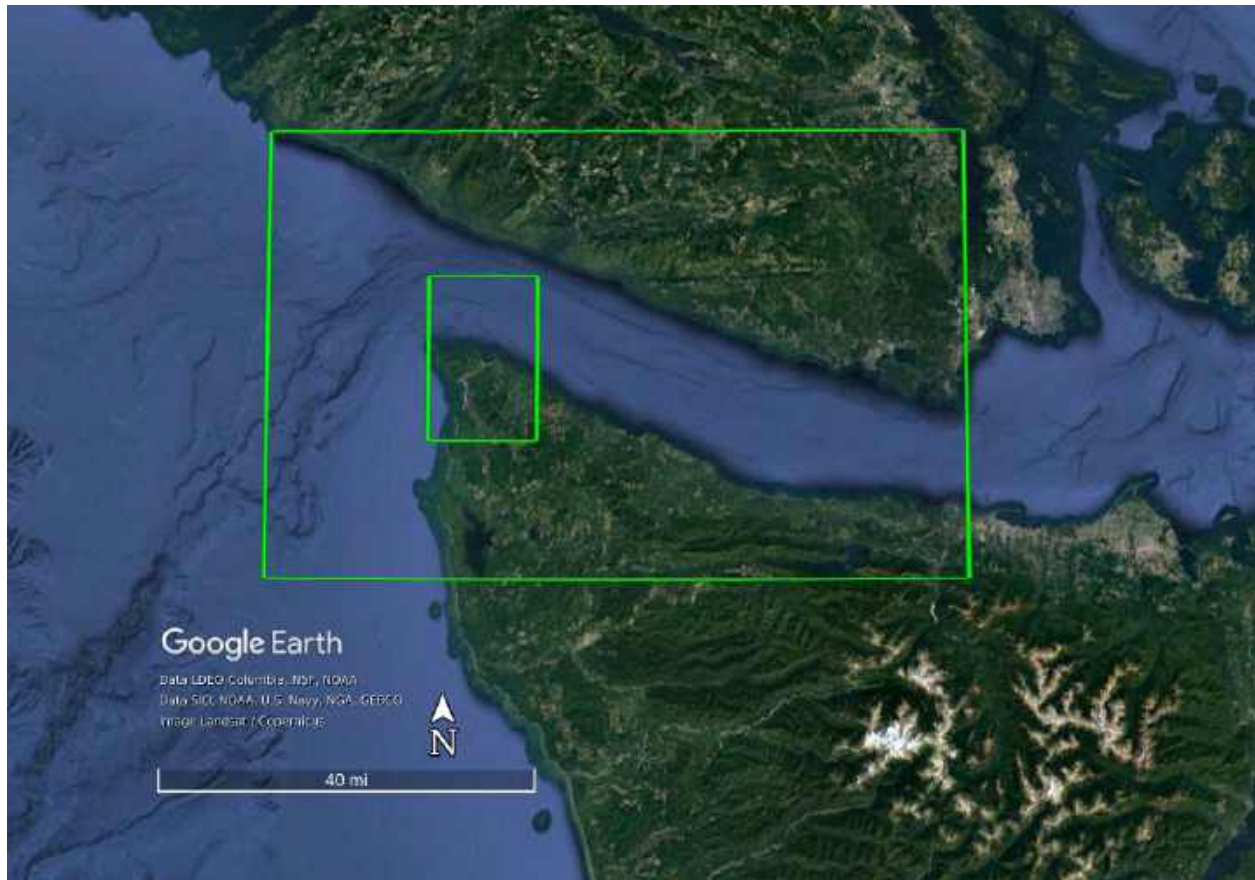 Google Earth
Data LDEO-Columbia, NSF, NOAA
Data SIO, NOAA, U.S. Navy, NGA, GEBCO
Image Landsat / Copernicus
N
40 mi